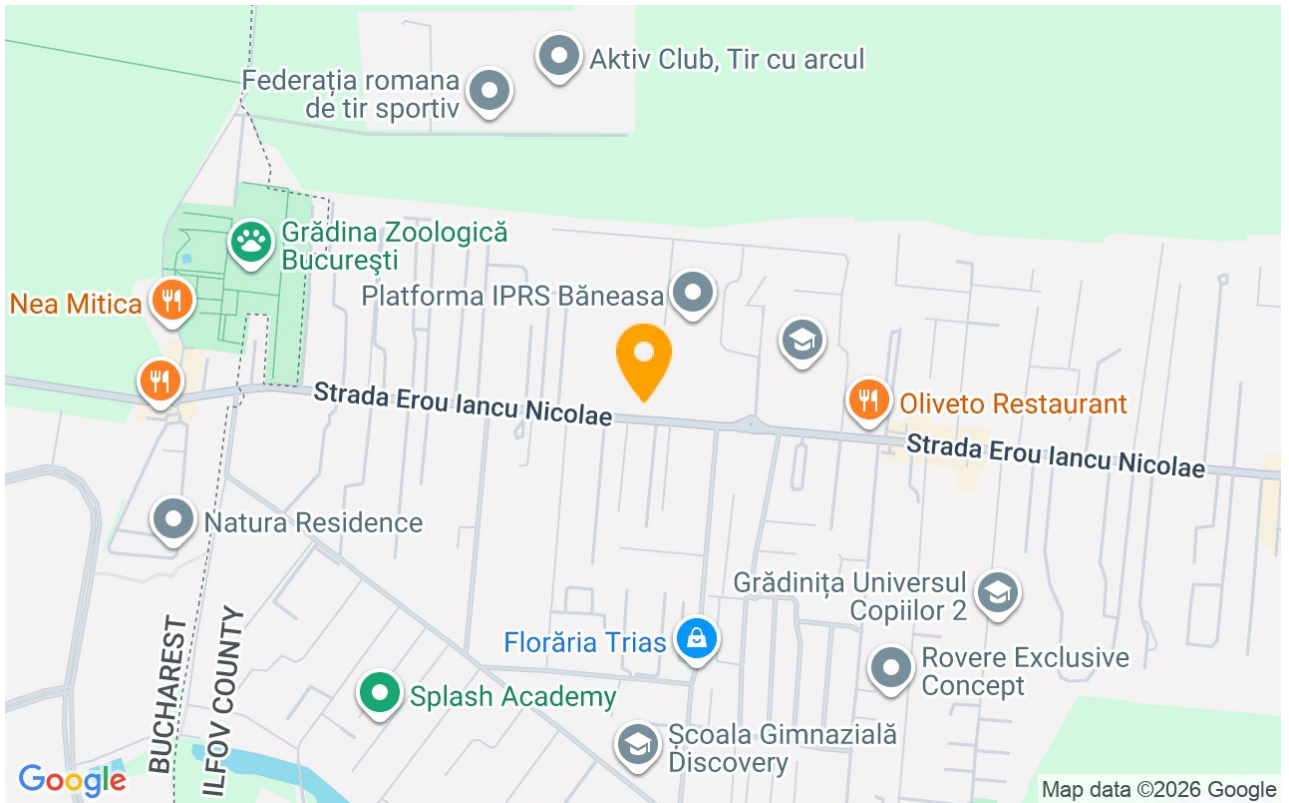 Aktiv Club, Tir cu arcul
Federația romana
de tir sportiv
Grădina Zoologică
Bucureşti
Platforma IPRS Băneasa
Nea Mitica
Strada Erou Iancu Nicolae
Oliveto Restaurant
Strada Erou Iancu Nicolae
Natura Residence
Grădinița Universul
Copiilor 2
BUCHAREST
ILFOV COUNTY
Florăria Trias
Rovere Exclusive
Concept
Splash Academy
Școala Gimnazială
Discovery
Google
Map data ©2026 Google